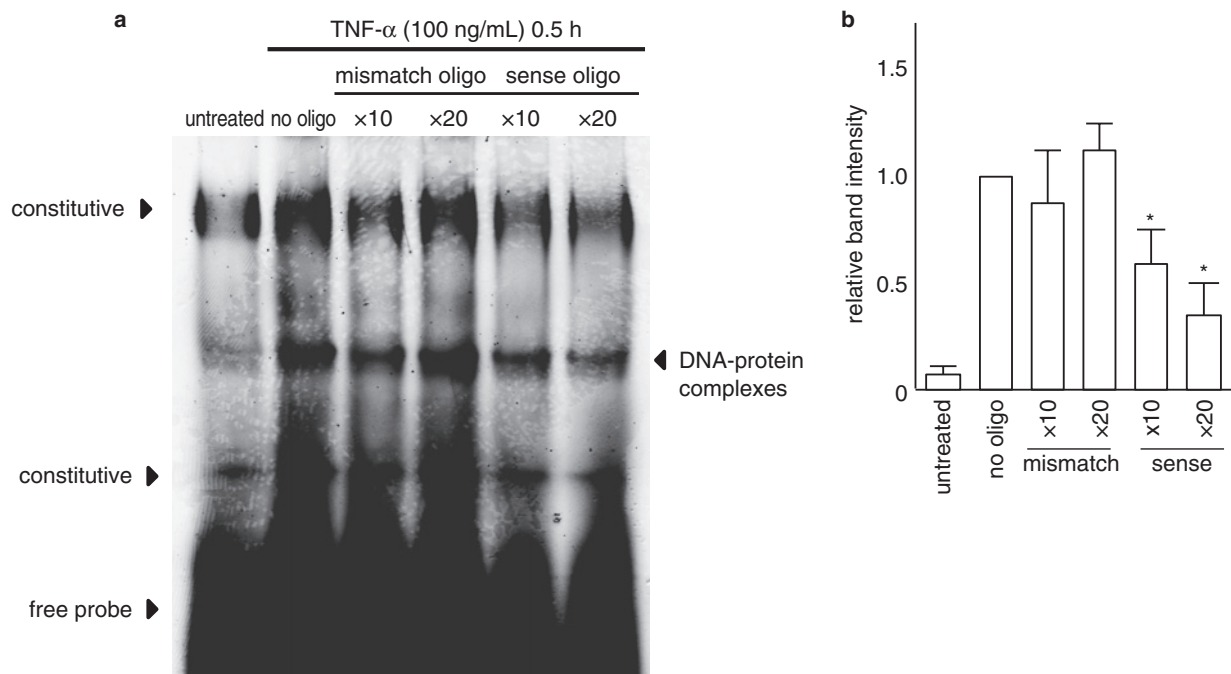 a
TNF-α (100 ng/mL) 0.5 h
mismatch oligo sense oligo
untreated no oligo ×10 ×20 ×10 ×20
constitutive
DNA-protein
complexes
constitutive
free probe
b
relative band intensity
1.5
1.0
0.5
0
*
*
untreated
no oligo
×10
×20
x10
×20
mismatch
sense